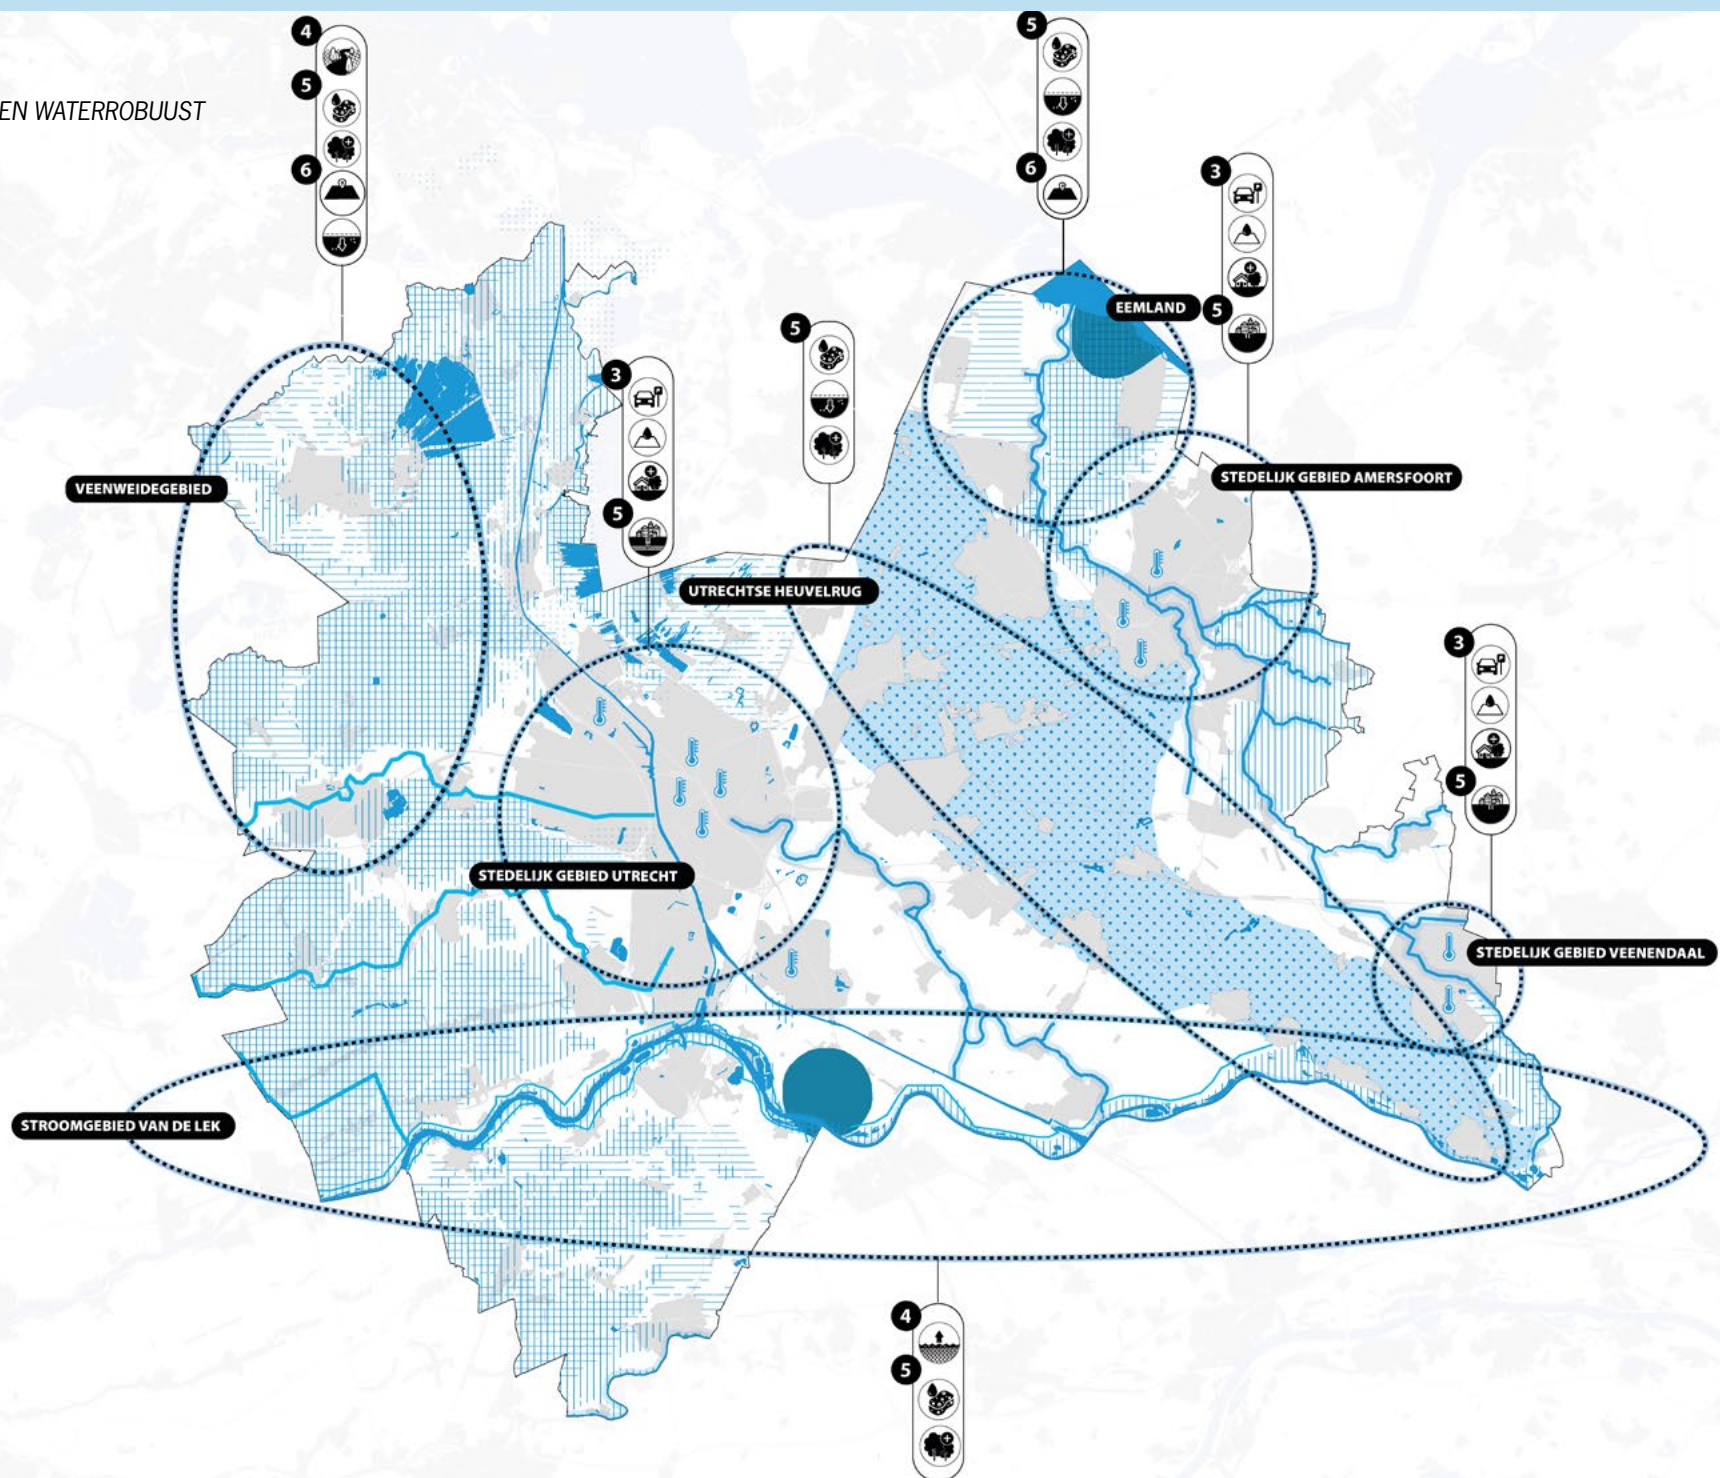 4
5
5
EN WATERROBUUST
6
6
3
EEMLAND
5
5
3
STEDELIJK GEBIED AMERSFOORT
VEENWEIDEGEBIED
5
UTRECHTSE HEUVELRUG
3
5
STEDELIJK GEBIED UTRECHT
STEDELIJK GEBIED VEENENDAAL
STROOMGEBIED VAN DE LEK
4
5